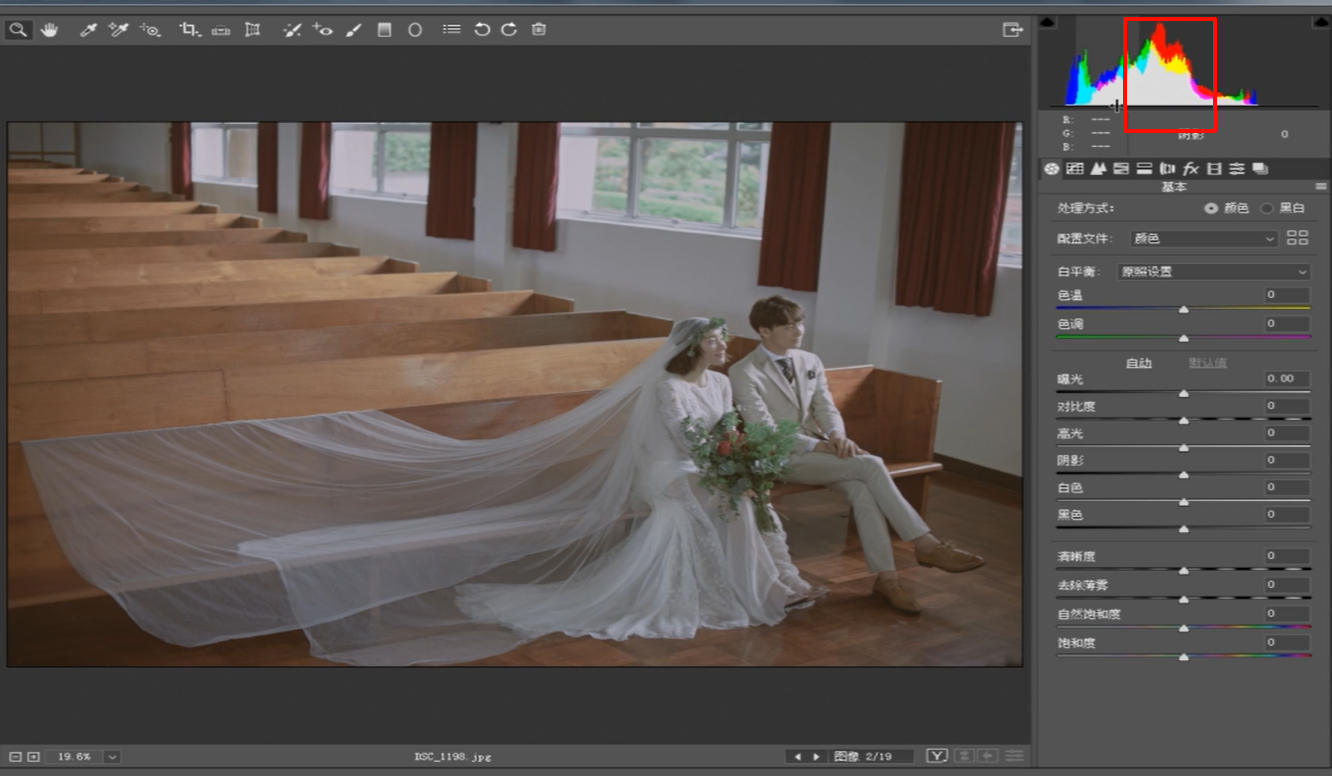 R: ---
G: ---
B: ---
阴影 0
基本
处理方式: 颜色 黑白
配置文件: 颜色
白平衡: 原照设置
色温 0
色调 0
自动 默认值
曝光 0.00
对比度 0
高光 0
阴影 0
白色 0
黑色 0
清晰度 0
去除薄雾 0
自然饱和度 0
饱和度 0
19.6% DSC_1198.jpg 图像 2/19 Y